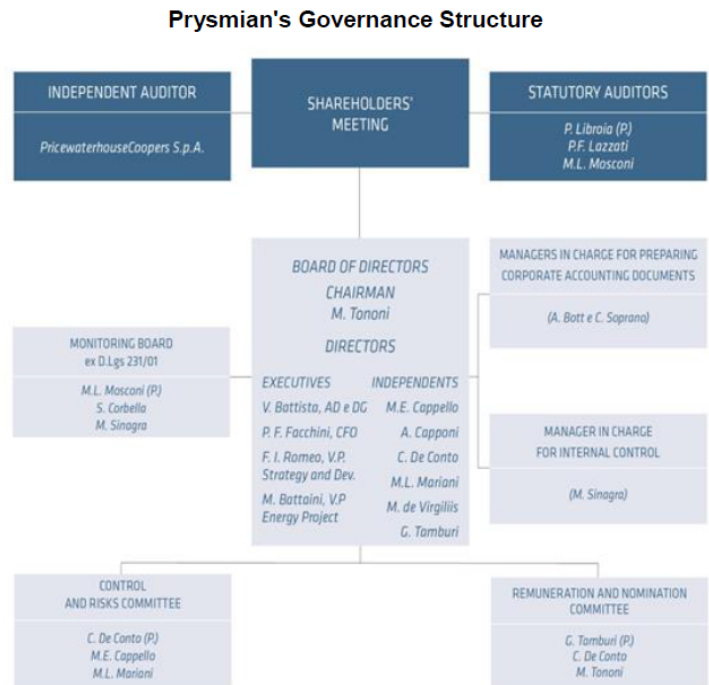 Prysmian's Governance Structure
INDEPENDENT AUDITOR
PricewaterhouseCoopers S.p.A.
SHAREHOLDERS'
MEETING
STATUTORY AUDITORS
P. Libroia (P.)
P.F. Lazzati
M.L. Mosconi
BOARD OF DIRECTORS
CHAIRMAN
M. Tononi
DIRECTORS
EXECUTIVES
V. Battista, AD e DG
P. F. Facchini, CFO
F. I. Romeo, V.P.
Strategy and Dev.
M. Battaini, V.P
Energy Project
INDEPENDENTS
M.E. Cappello
A. Capponi
C. De Conto
M.L. Mariani
M. de Virgiliis
G. Tamburi
MONITORING BOARD
ex D.Lgs 231/01
M.L. Mosconi (P.)
S. Corbella
M. Sinagra
MANAGERS IN CHARGE FOR PREPARING
CORPORATE ACCOUNTING DOCUMENTS
(A. Bott e C. Soprano)
MANAGER IN CHARGE
FOR INTERNAL CONTROL
(M. Sinagra)
CONTROL
AND RISKS COMMITTEE
C. De Conto (P.)
M.E. Cappello
M.L. Mariani
REMUNERATION AND NOMINATION
COMMITTEE
G. Tamburi (P.)
C. De Conto
M. Tononi